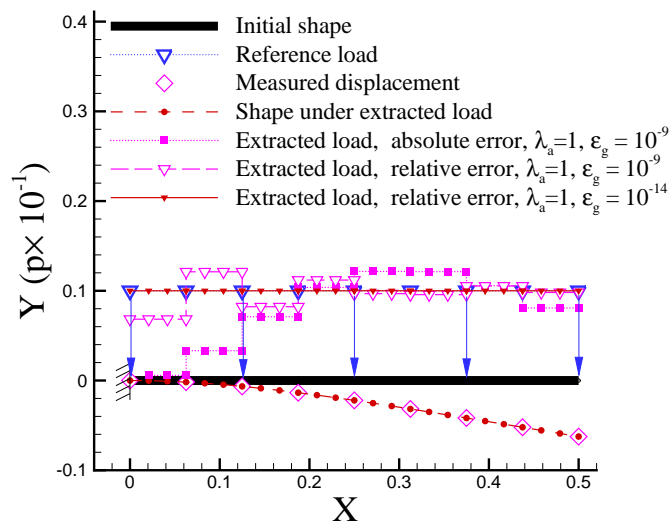 Initial shape
Reference load
Measured displacement
Shape under extracted load
Extracted load, absolute error, λₐ=1, ε_g = 10⁻⁹
Extracted load, relative error, λₐ=1, ε_g = 10⁻⁹
Extracted load, relative error, λₐ=1, ε_g = 10⁻¹⁴
Y (p× 10⁻¹)
0.4
0.3
0.2
0.1
0
-0.1
0 0.1 0.2 0.3 0.4 0.5
X